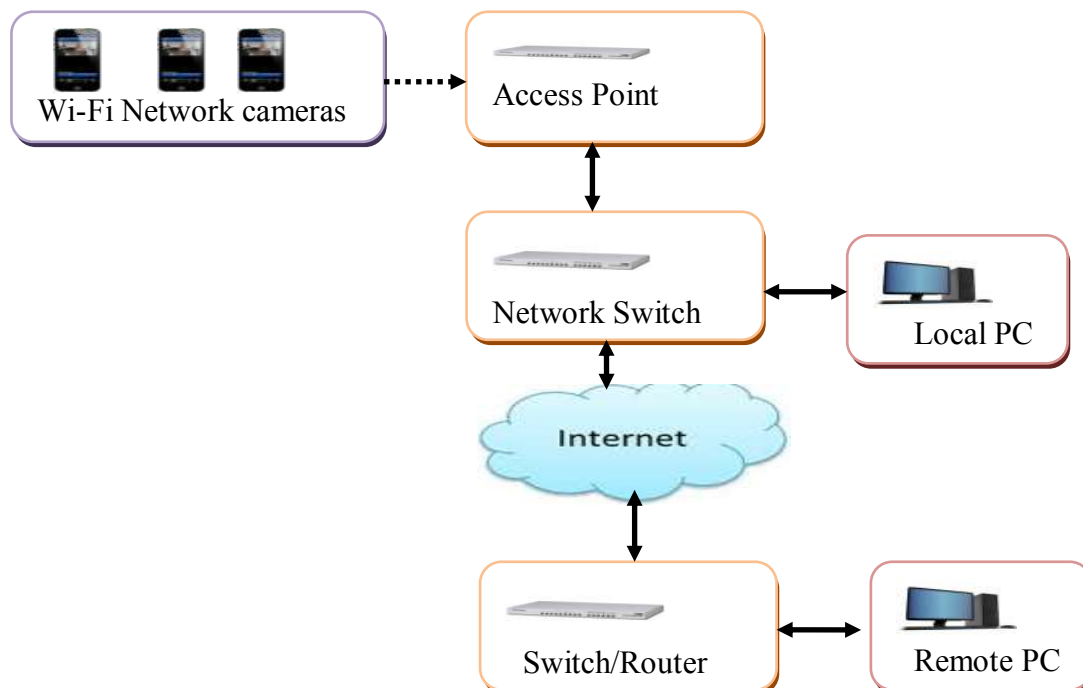 Wi-Fi Network cameras
Access Point
Network Switch
Local PC
Internet
Switch/Router
Remote PC